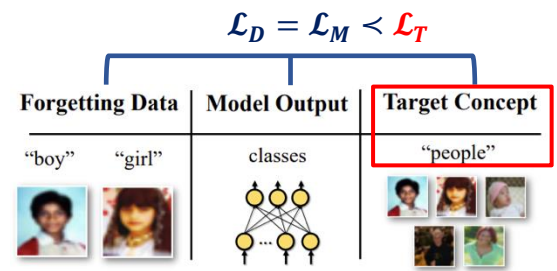 𝓛_D = 𝓛_M ≺ 𝓛_T
Forgetting Data Model Output Target Concept
“boy” “girl” classes “people”
...